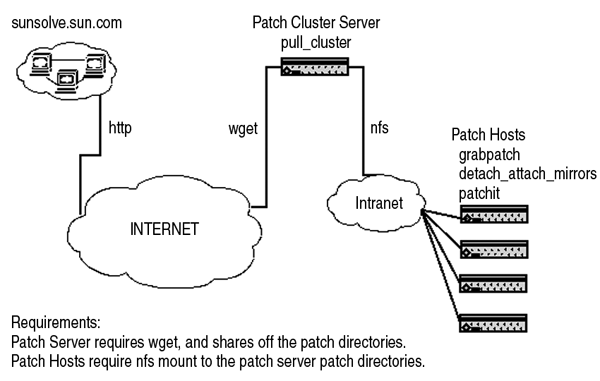 sunsolve.sun.com
Patch Cluster Server
pull_cluster
http
wget
nfs
Patch Hosts
grabpatch
detach_attach_mirrors
patchit
INTERNET
Intranet
Requirements:
Patch Server requires wget, and shares off the patch directories.
Patch Hosts require nfs mount to the patch server patch directories.